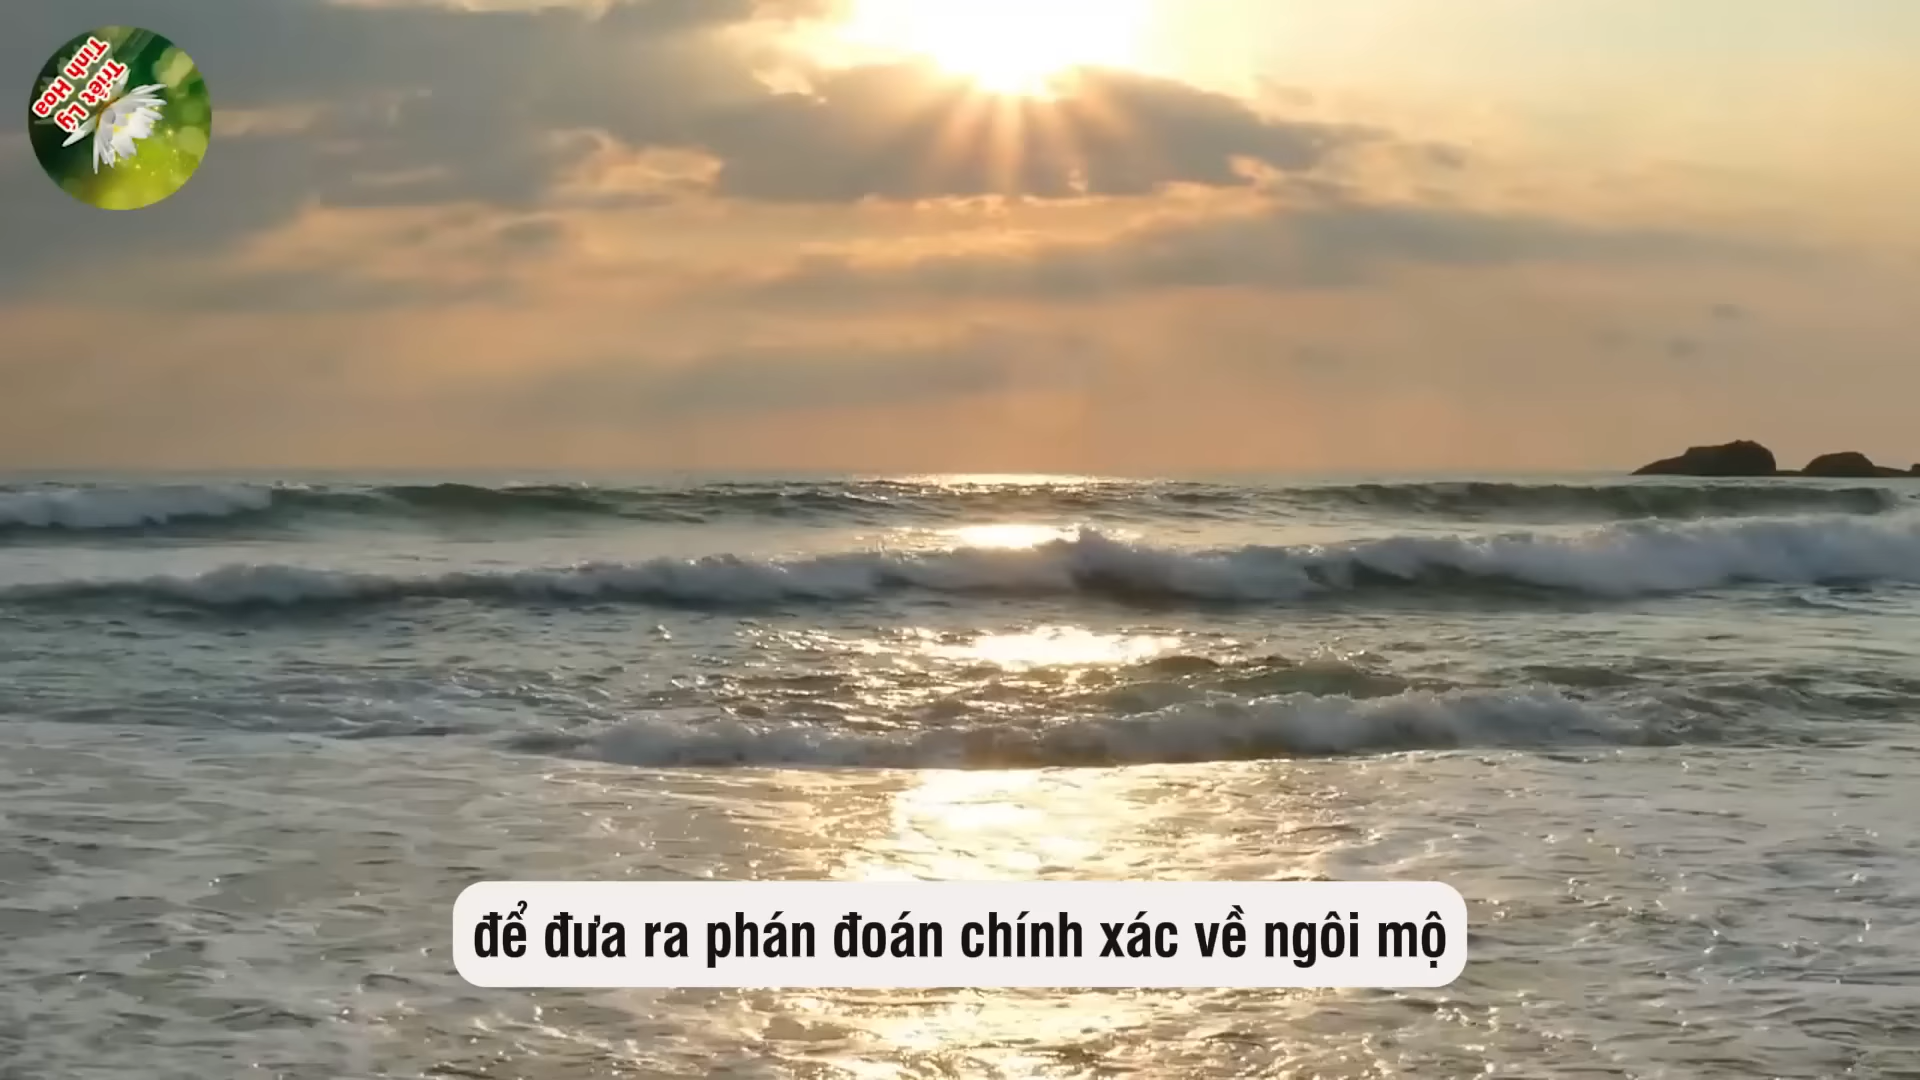 Tinh Hoa
Triết Lý
để đưa ra phán đoán chính xác về ngôi mộ